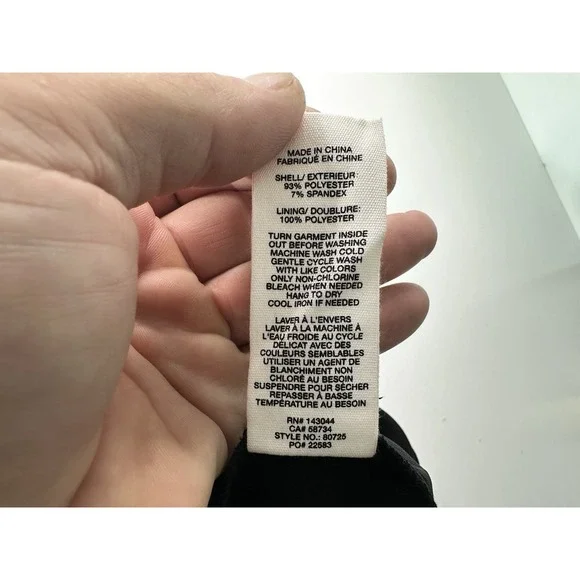 MADE IN CHINA
FABRIQUÉ EN CHINE
SHELL/ EXTERIEUR
93% POLYESTER
7% SPANDEX
LINING/ DOUBLURE:
100% POLYESTER
TURN GARMENT INSIDE
OUT BEFORE WASHING
MACHINE WASH COLD
GENTLE CYCLE WASH
WITH LIKE COLORS
ONLY NON-CHLORINE
BLEACH WHEN NEEDED
HANG TO DRY
COOL IRON IF NEEDED
LAVER À L'ENVERS
LAVER À LA MACHINE À
L'EAU FROIDE AU CYCLE
DÉLICAT AVEC DES
COULEURS SEMBLABLES
UTILISER UN AGENT DE
BLANCHIMENT NON
CHLORÉ AU BESOIN
SUSPENDRE POUR SÉCHER
REPASSER À BASSE
TEMPÉRATURE AU BESOIN
RN# 143044
CA# 58734
STYLE NO.: 80725
PO# 22583